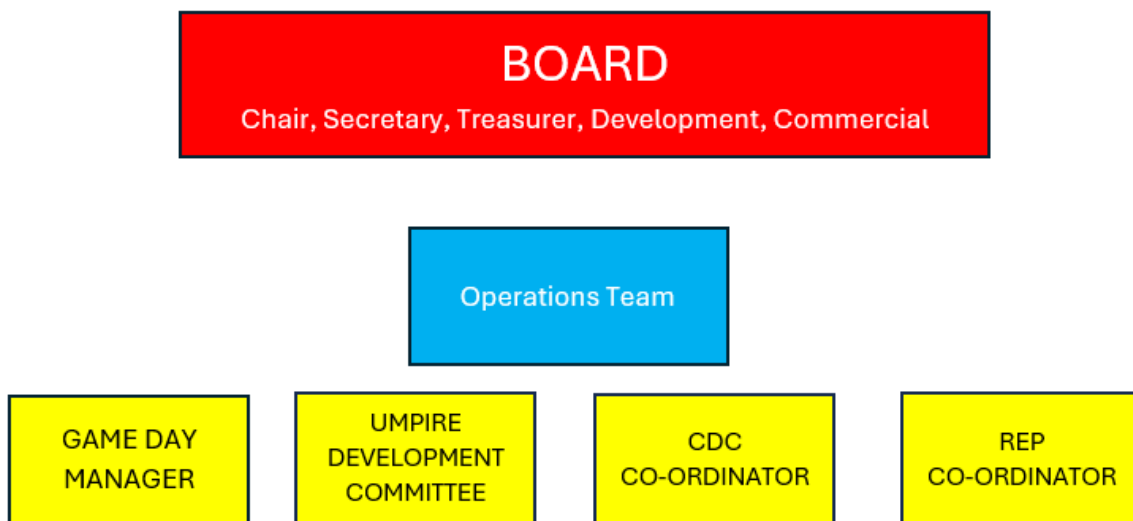 BOARD
Chair, Secretary, Treasurer, Development, Commercial
Operations Team
GAME DAY
MANAGER
UMPIRE
DEVELOPMENT
COMMITTEE
CDC
CO-ORDINATOR
REP
CO-ORDINATOR